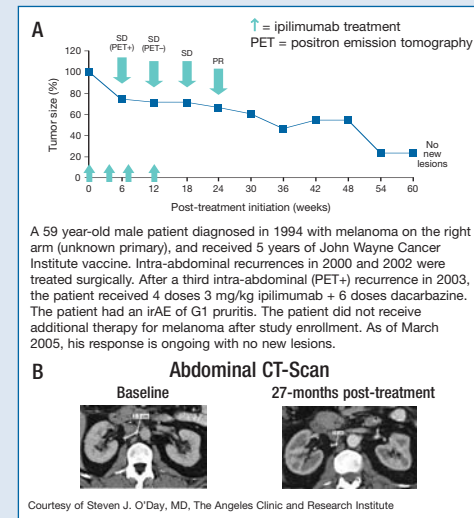 A
↑ = ipilimumab treatment
PET = positron emission tomography
SD
(PET+)
SD
(PET–)
SD
PR
Tumor size (%)
120
100
80
60
40
20
0
0 6 12 18 24 30 36 42 48 54 60
No
new
lesions
Post-treatment initiation (weeks)
A 59 year-old male patient diagnosed in 1994 with melanoma on the right
arm (unknown primary), and received 5 years of John Wayne Cancer
Institute vaccine. Intra-abdominal recurrences in 2000 and 2002 were
treated surgically. After a third intra-abdominal (PET+) recurrence in 2003,
the patient received 4 doses 3 mg/kg ipilimumab + 6 doses dacarbazine.
The patient had an irAE of G1 pruritis. The patient did not receive
additional therapy for melanoma after study enrollment. As of March
2005, his response is ongoing with no new lesions.
B
Abdominal CT-Scan
Baseline
27-months post-treatment
Courtesy of Steven J. O'Day, MD, The Angeles Clinic and Research Institute